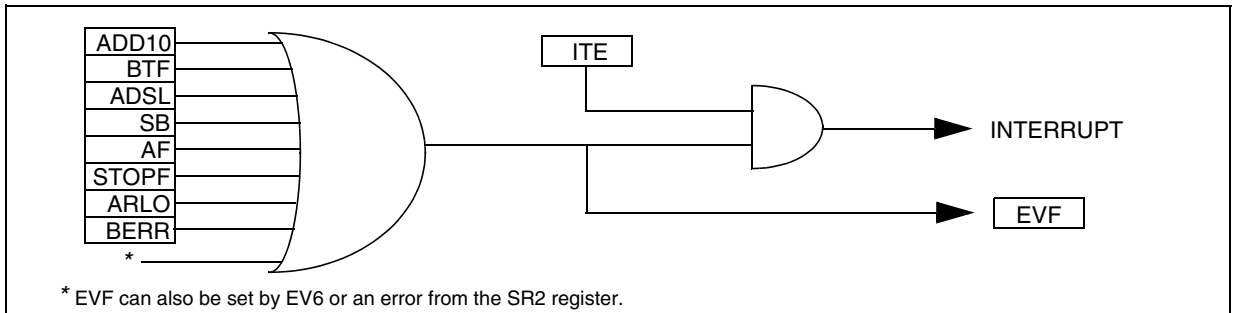 ADD10
BTF
ADSL
SB
AF
STOPF
ARLO
BERR
*
ITE
INTERRUPT
EVF
* EVF can also be set by EV6 or an error from the SR2 register.